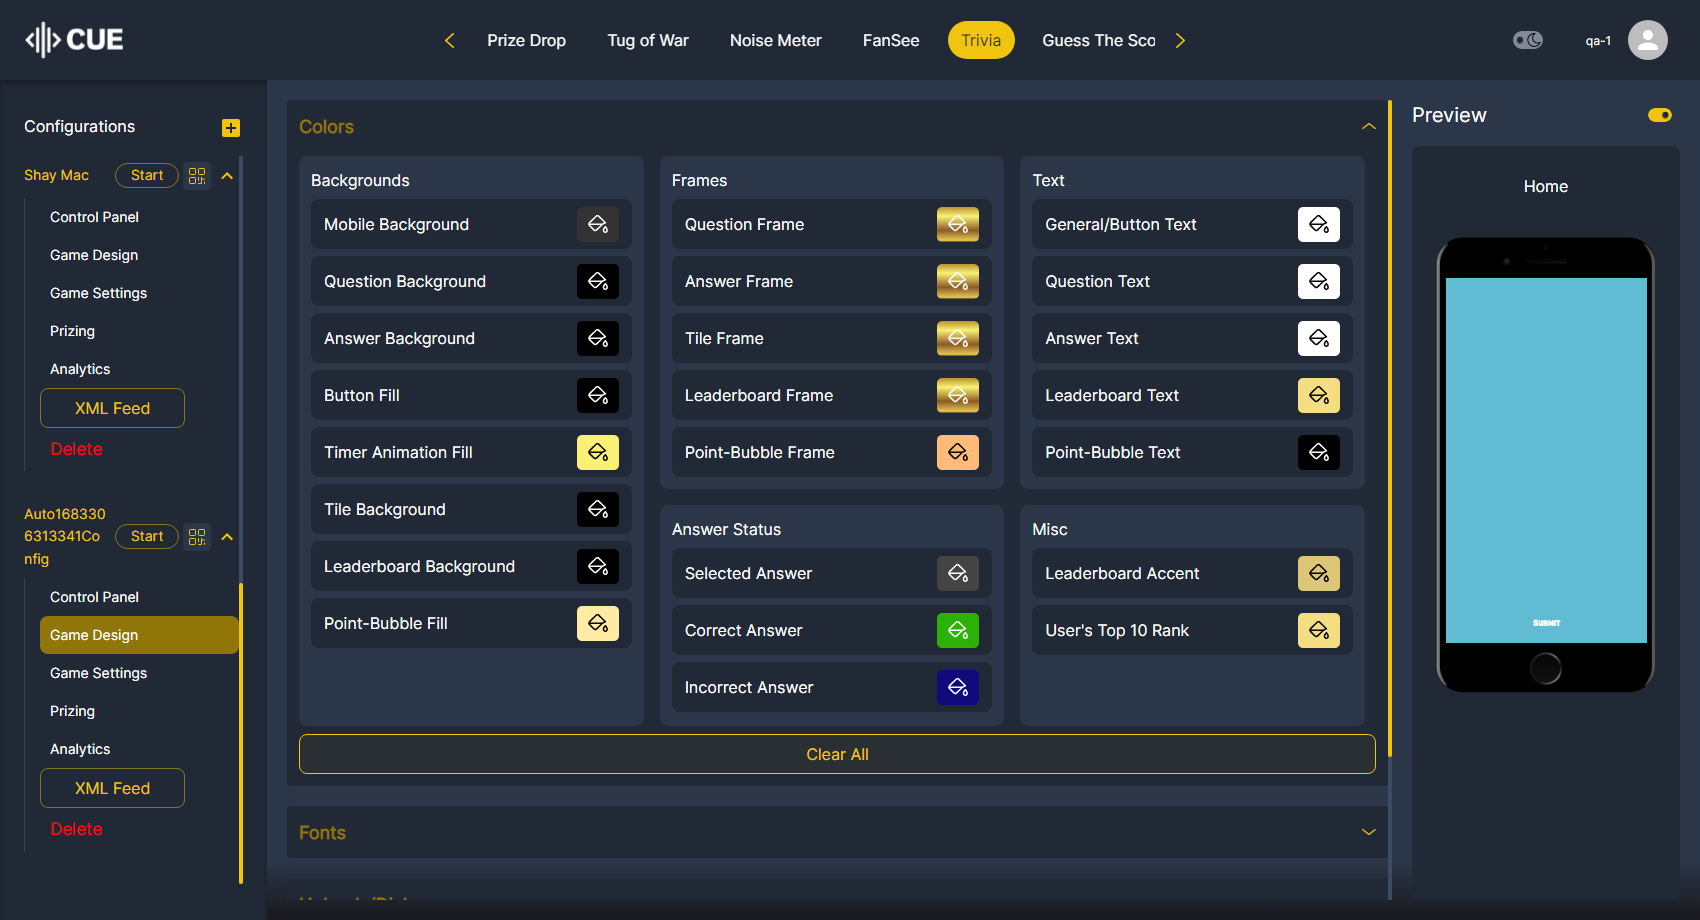 CUE
Prize Drop
Tug of War
Noise Meter
FanSee
Trivia
Guess The Sco
qa-1
Configurations
Shay Mac
Start
Control Panel
Game Design
Game Settings
Prizing
Analytics
XML Feed
Delete
Auto168330
6313341Co
nfig
Start
Control Panel
Game Design
Game Settings
Prizing
Analytics
XML Feed
Delete
Colors
Backgrounds
Mobile Background
Question Background
Answer Background
Button Fill
Timer Animation Fill
Tile Background
Leaderboard Background
Point-Bubble Fill
Frames
Question Frame
Answer Frame
Tile Frame
Leaderboard Frame
Point-Bubble Frame
Text
General/Button Text
Question Text
Answer Text
Leaderboard Text
Point-Bubble Text
Answer Status
Selected Answer
Correct Answer
Incorrect Answer
Misc
Leaderboard Accent
User's Top 10 Rank
Clear All
Fonts
Preview
Home
SUBMIT